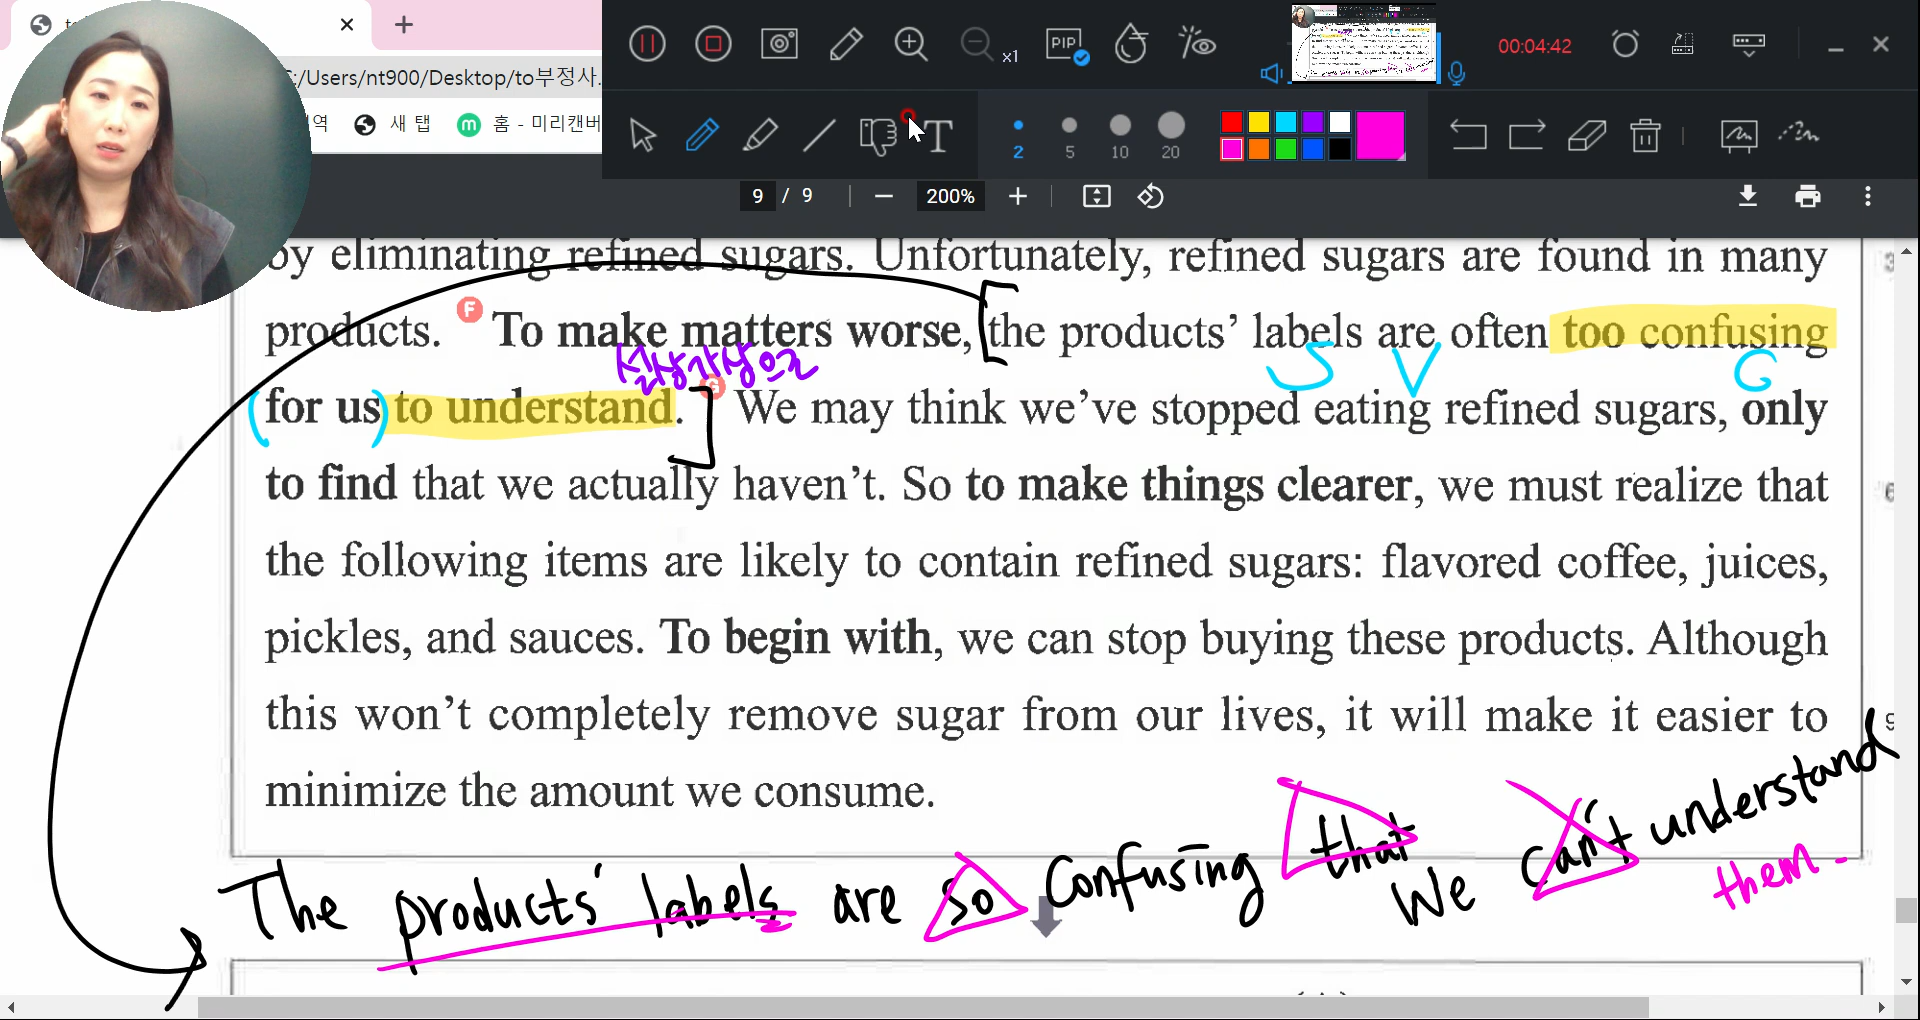 C:/Users/nt900/Desktop/to부정사.
역 새 탭 m 홈 - 미리캔버
x1 PIP 00:04:42
T 2 5 10 20
9 / 9 200%
by eliminating refined sugars. Unfortunately, refined sugars are found in many
products. F To make matters worse, [the products' labels are often too confusing
설상가상으로 S V C
(for us) to understand.] G We may think we've stopped eating refined sugars, only
to find that we actually haven't. So to make things clearer, we must realize that
the following items are likely to contain refined sugars: flavored coffee, juices,
pickles, and sauces. To begin with, we can stop buying these products. Although
this won't completely remove sugar from our lives, it will make it easier to
minimize the amount we consume.
The products' labels are so confusing that we can't understand
them.